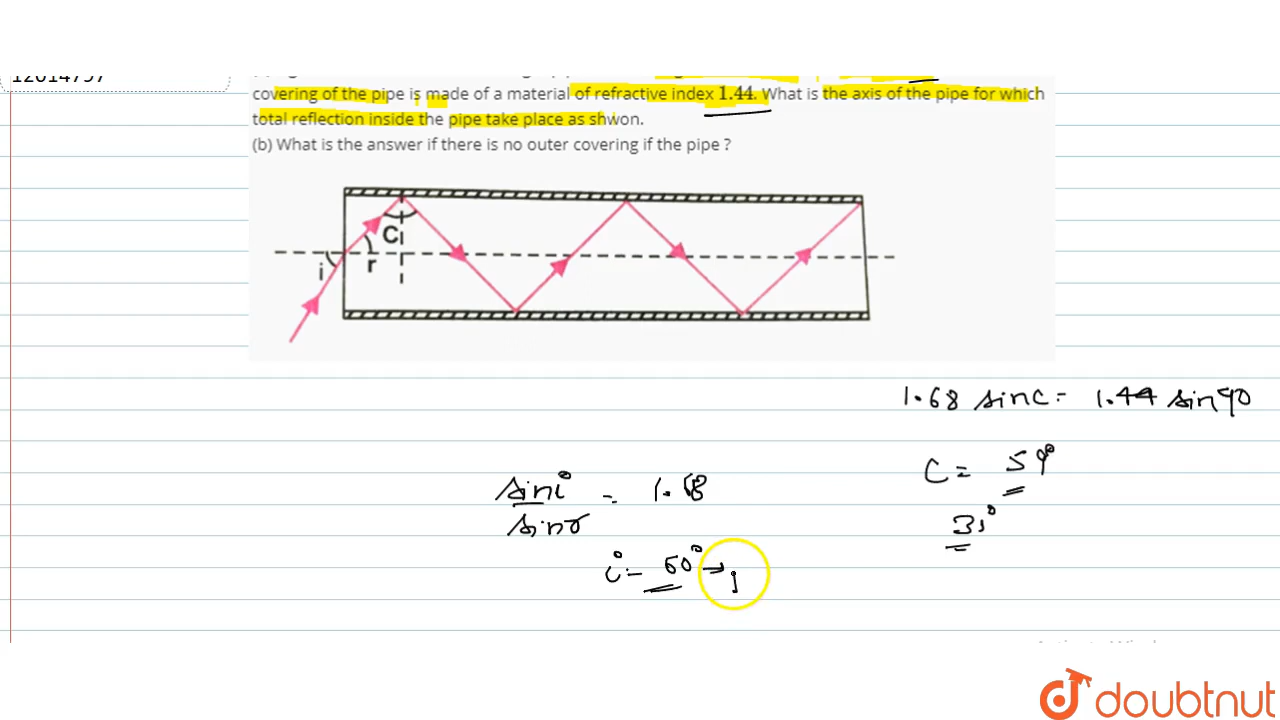 12014757
covering of the pipe is made of a material of refractive index 1.44. What is the axis of the pipe for which
total reflection inside the pipe take place as shwon.
(b) What is the answer if there is no outer covering if the pipe ?
C
i
r
1.68 sinc = 1.44 sin90
C = 59°
31°
sini = 1.68
sinr
i = 60° →
doubtnut